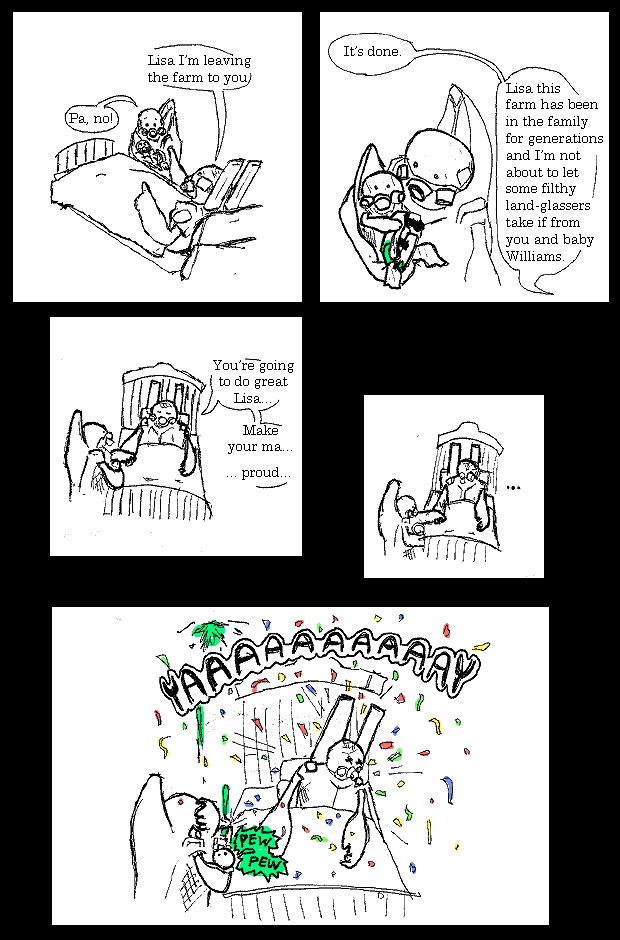 Lisa I'm leaving
the farm to you
Pa, no!
It's done.
Lisa this
farm has been
in the family
for generations
and I'm not
about to let
some filthy
land-glassers
take if from
you and baby
Williams.
You're going
to do great
Lisa...
Make
your ma...
... proud...
...
YAAAAAAAAAAY
PEW
PEW